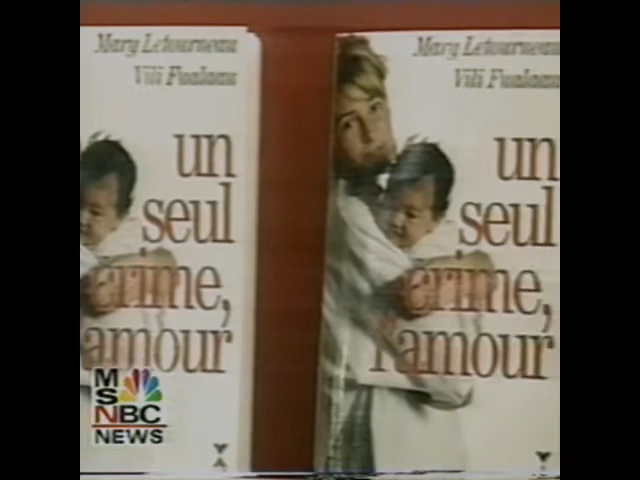 Mary Letourneau
Vili Fualaau
un
seul
crime,
amour
Mary Letourneau
Vili Fualaau
un
seul
crime,
l'amour
MSNBC
NEWS